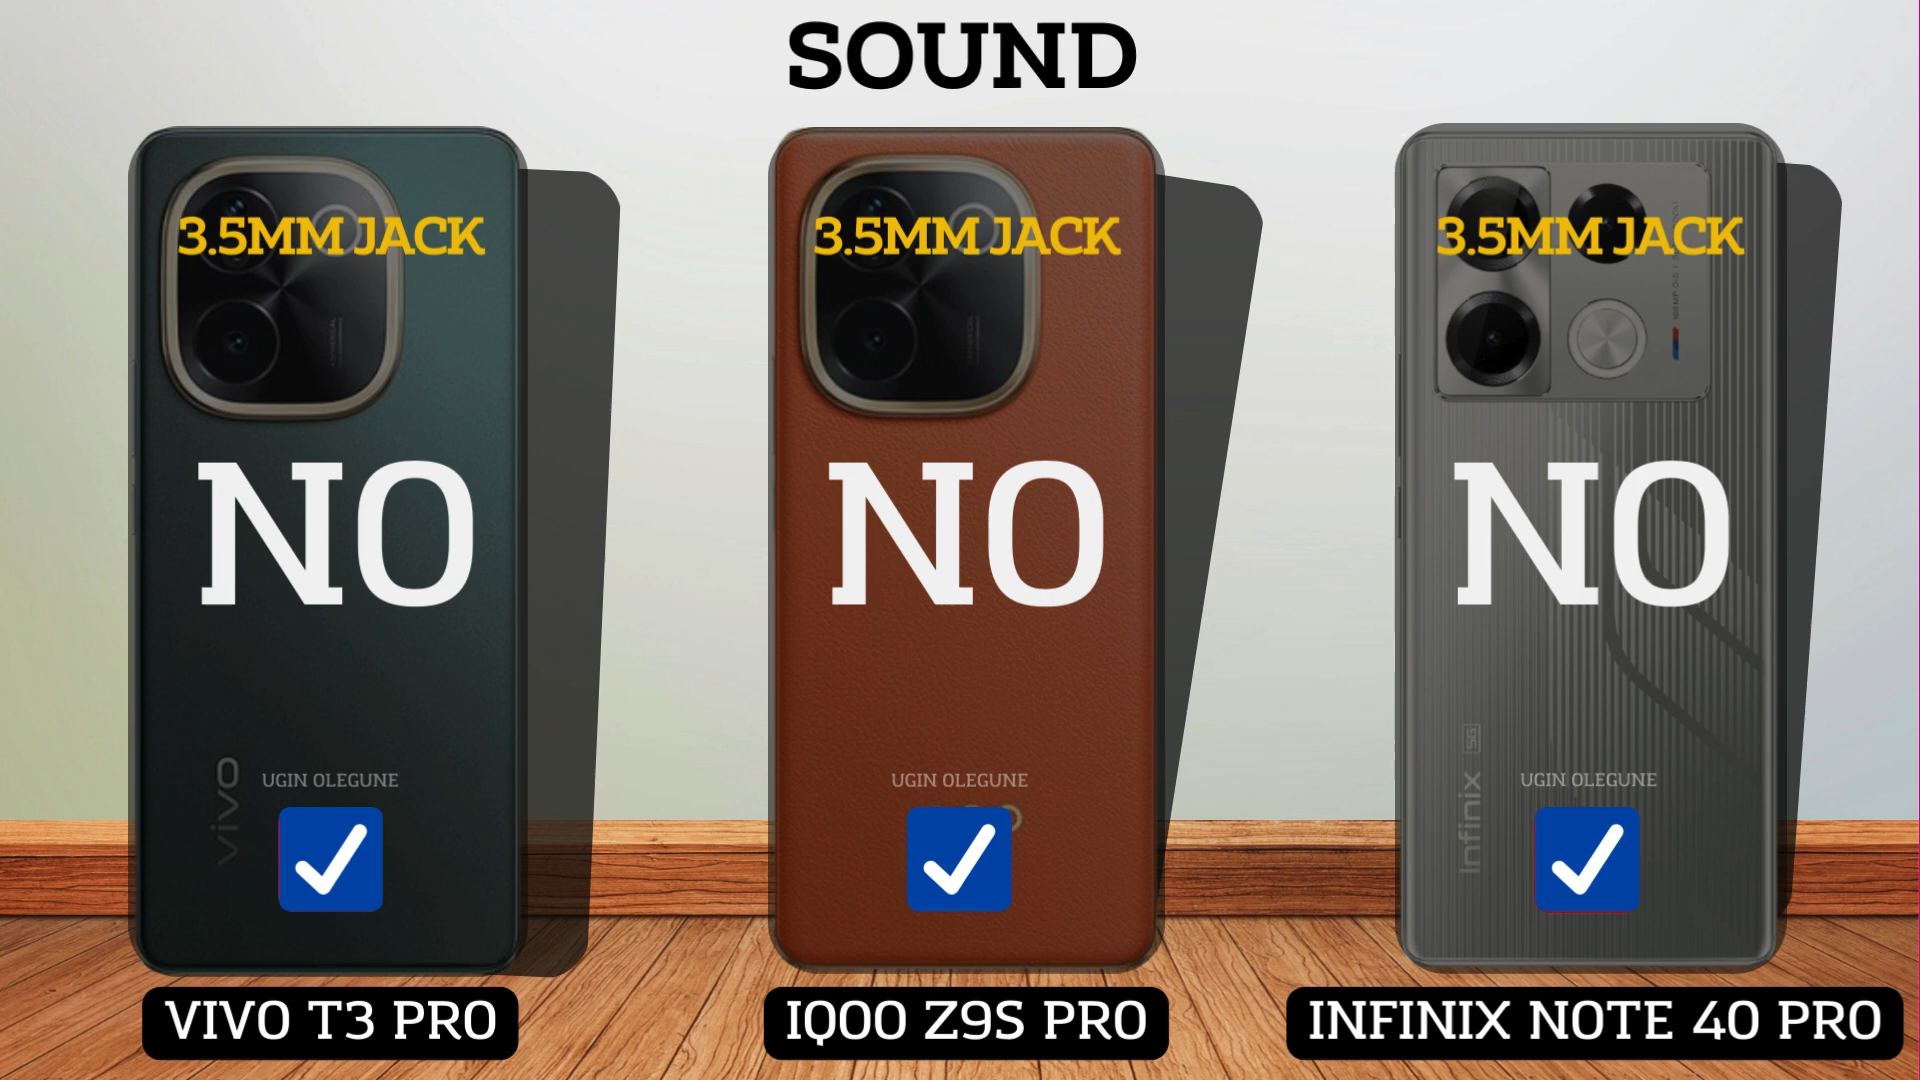 SOUND
3.5MM JACK
3.5MM JACK
3.5MM JACK
NO
NO
NO
vivo
UGIN OLEGUNE
UGIN OLEGUNE
Infinix 5G
UGIN OLEGUNE
VIVO T3 PRO
IQOO Z9S PRO
INFINIX NOTE 40 PRO